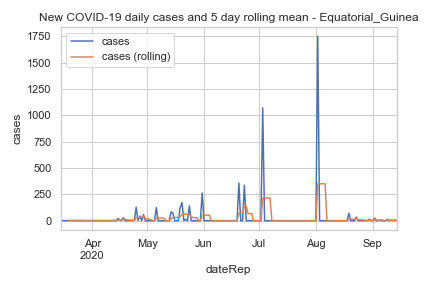 New COVID-19 daily cases and 5 day rolling mean - Equatorial_Guinea
cases
cases (rolling)
1750
1500
1250
1000
750
500
250
0
cases
Apr
2020
May
Jun
Jul
Aug
Sep
dateRep